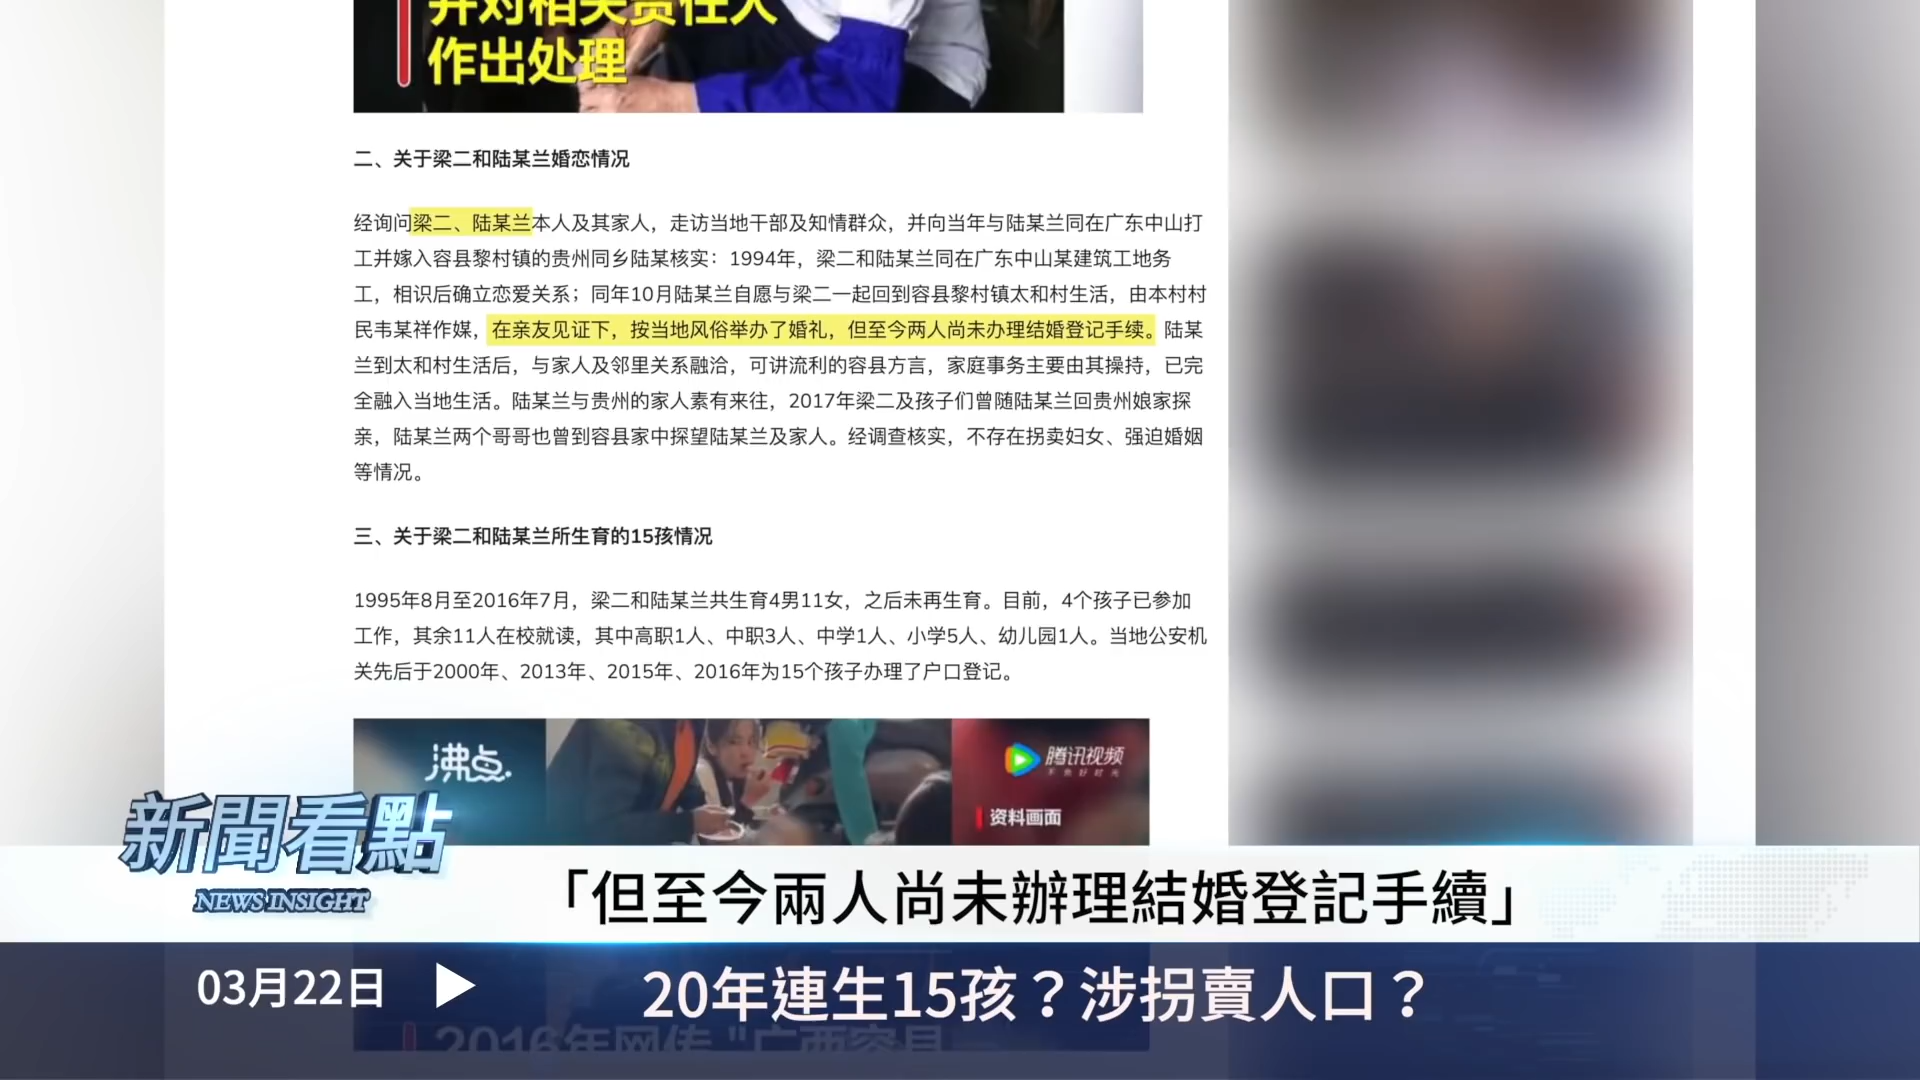 并对相关责任人
作出处理
二、关于梁二和陆某兰婚恋情况
经询问梁二、陆某兰本人及其家人，走访当地干部及知情群众，并向当年与陆某兰同在广东中山打
工并嫁入容县黎村镇的贵州同乡陆某核实：1994年，梁二和陆某兰同在广东中山某建筑工地务
工，相识后确立恋爱关系；同年10月陆某兰自愿与梁二一起回到容县黎村镇太和村生活，由本村村
民韦某祥作媒，在亲友见证下，按当地风俗举办了婚礼，但至今两人尚未办理结婚登记手续。陆某
兰到太和村生活后，与家人及邻里关系融洽，可讲流利的容县方言，家庭事务主要由其操持，已完
全融入当地生活。陆某兰与贵州的家人素有来往，2017年梁二及孩子们曾随陆某兰回贵州娘家探
亲，陆某兰两个哥哥也曾到容县家中探望陆某兰及家人。经调查核实，不存在拐卖妇女、强迫婚姻
等情况。
三、关于梁二和陆某兰所生育的15孩情况
1995年8月至2016年7月，梁二和陆某兰共生育4男11女，之后未再生育。目前，4个孩子已参加
工作，其余11人在校就读，其中高职1人、中职3人、中学1人、小学5人、幼儿园1人。当地公安机
关先后于2000年、2013年、2015年、2016年为15个孩子办理了户口登记。
沸点
腾讯视频
不负好时光
资料画面
新聞看點
NEWS INSIGHT
「但至今兩人尚未辦理結婚登記手續」
03月22日
20年連生15孩？涉拐賣人口？
2016年网传"广西容县